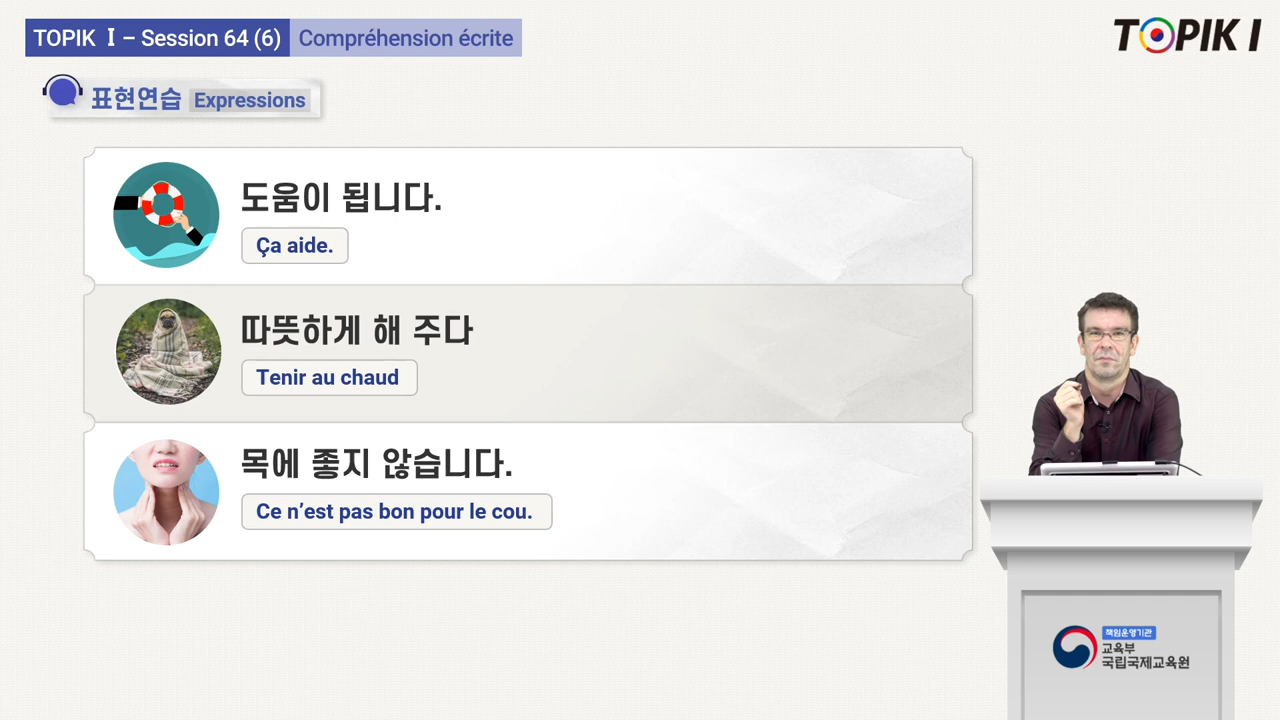 TOPIK Ⅰ – Session 64 (6) Compréhension écrite
TOPIK I
표현연습 Expressions
도움이 됩니다.
Ça aide.
따뜻하게 해 주다
Tenir au chaud
목에 좋지 않습니다.
Ce n’est pas bon pour le cou.
책임운영기관
교육부
국립국제교육원